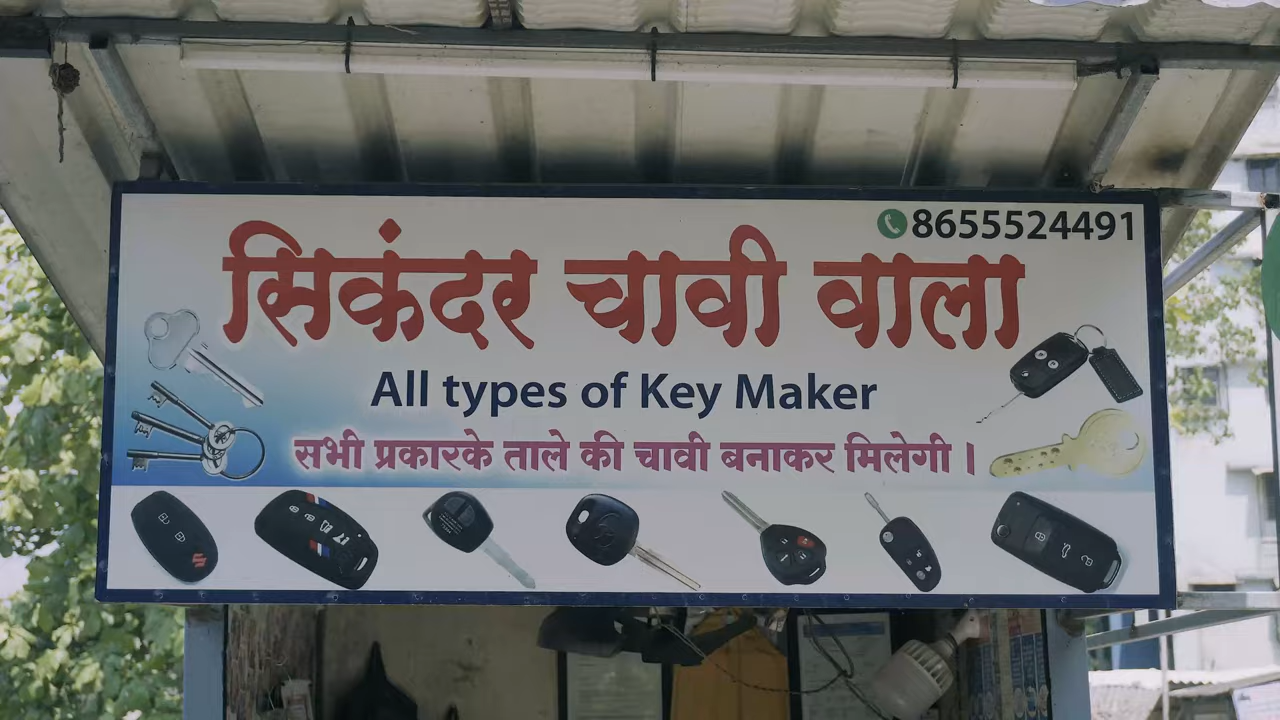 8655524491
सिकंदर चावी वाला
All types of Key Maker
सभी प्रकारके ताले की चावी बनाकर मिलेगी।